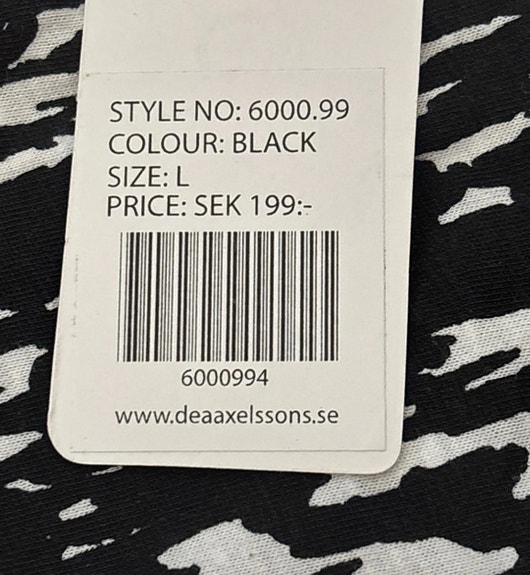 STYLE NO: 6000.99
COLOUR: BLACK
SIZE: L
PRICE: SEK 199:-
6000994
www.deaaxelssons.se